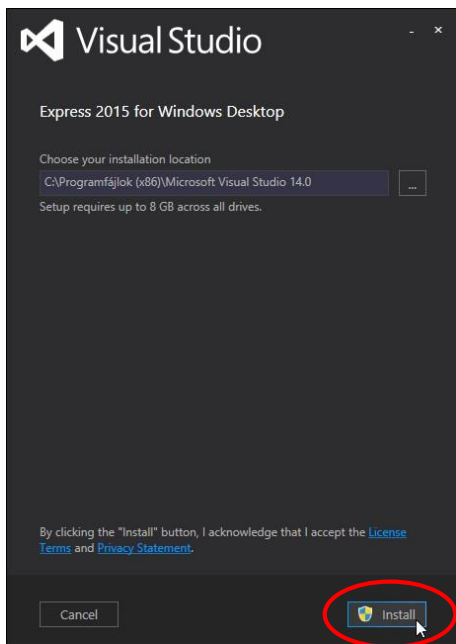 Visual Studio
Express 2015 for Windows Desktop
Choose your installation location
C:\Programfájlok (x86)\Microsoft Visual Studio 14.0
...
Setup requires up to 8 GB across all drives.
By clicking the "Install" button, I acknowledge that I accept the License
Terms and Privacy Statement.
Cancel
Install